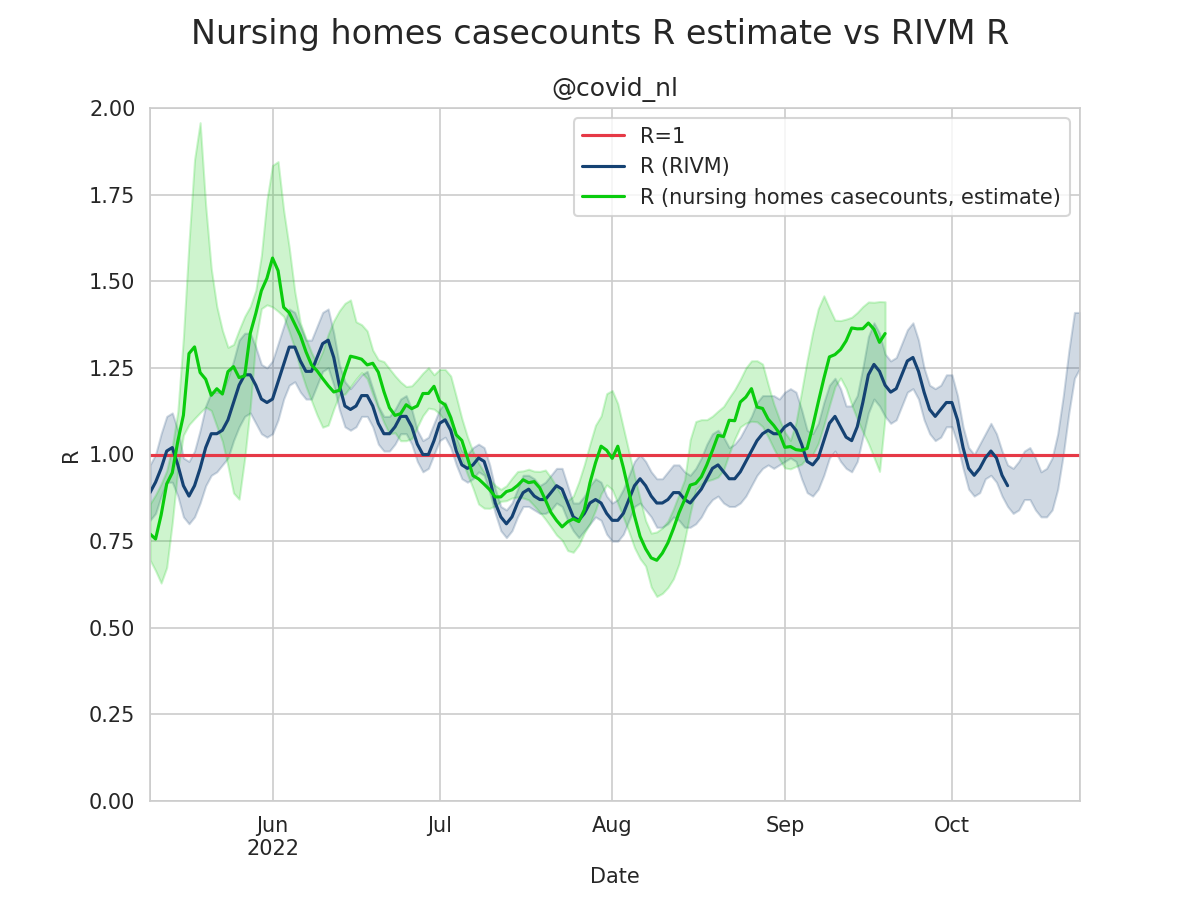 Nursing homes casecounts R estimate vs RIVM R
@covid_nl
R=1
R (RIVM)
R (nursing homes casecounts, estimate)
2.00
1.75
1.50
1.25
1.00
0.75
0.50
0.25
0.00
R
Jun
2022
Jul
Aug
Sep
Oct
Date